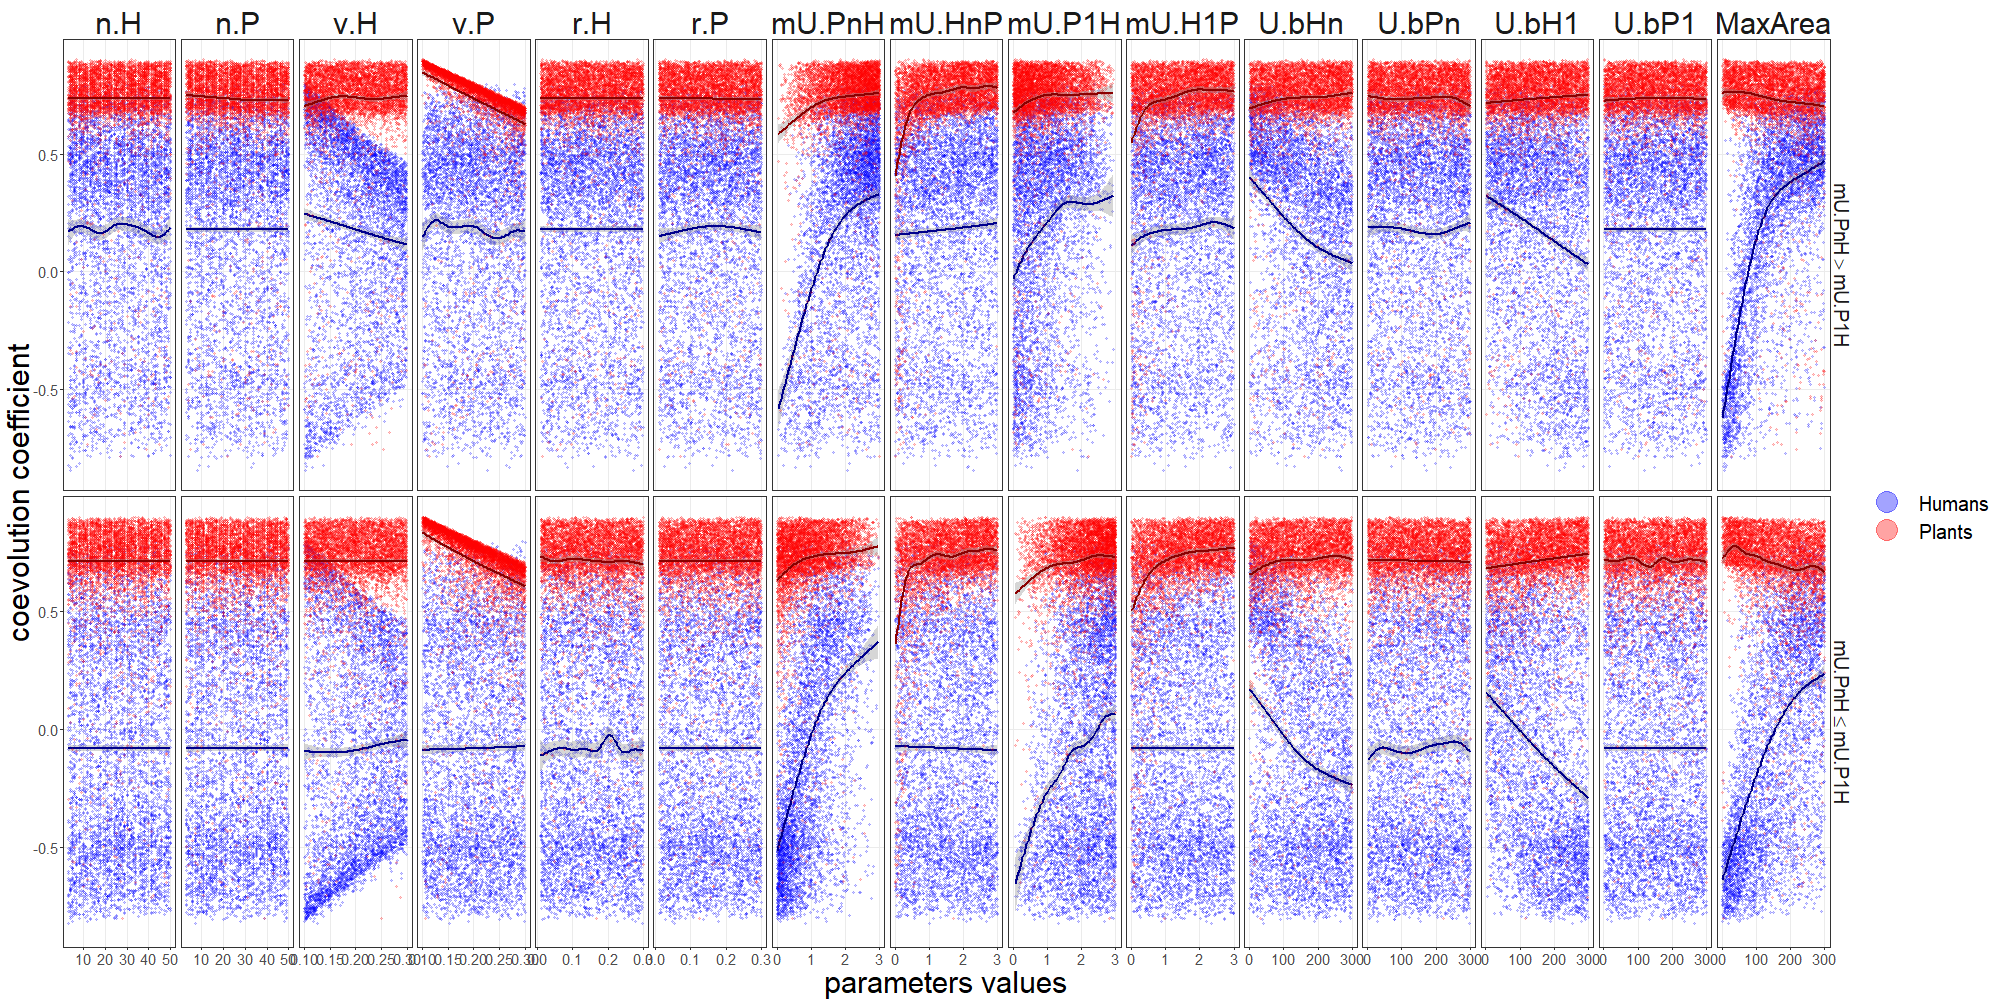 n.H n.P v.H v.P r.H r.P mU.PnH mU.HnP mU.P1H mU.H1P U.bHn U.bPn U.bH1 U.bP1 MaxArea
0.5
0.0
-0.5
mU.PnH > mU.P1H
coevolution coefficient
Humans
Plants
0.5
0.0
-0.5
mU.PnH ≤ mU.P1H
10 20 30 40 50 10 20 30 40 50 0.10 0.15 0.20 0.25 0.30 0.10 0.15 0.20 0.25 0.30 0.0 0.1 0.2 0.3 0.0 0.1 0.2 0.3 0 1 2 3 0 1 2 3 0 1 2 3 0 1 2 3 0 100 200 300 0 100 200 300 0 100 200 300 0 100 200 300 0 100 200 300
parameters values